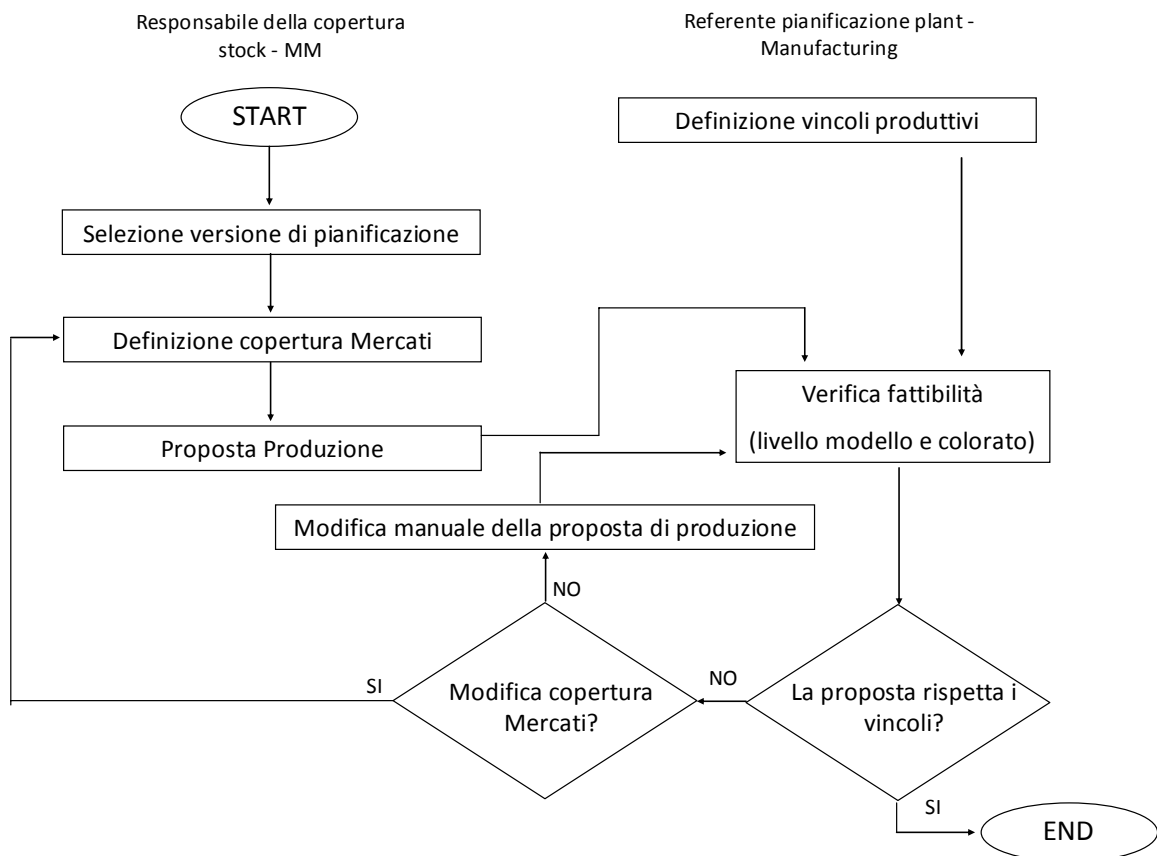 Responsabile della copertura
stock - MM
Referente pianificazione plant -
Manufacturing
START
Definizione vincoli produttivi
Selezione versione di pianificazione
Definizione copertura Mercati
Verifica fattibilità
(livello modello e colorato)
Proposta Produzione
Modifica manuale della proposta di produzione
NO
SI
Modifica copertura
Mercati?
NO
La proposta rispetta i
vincoli?
SI
END